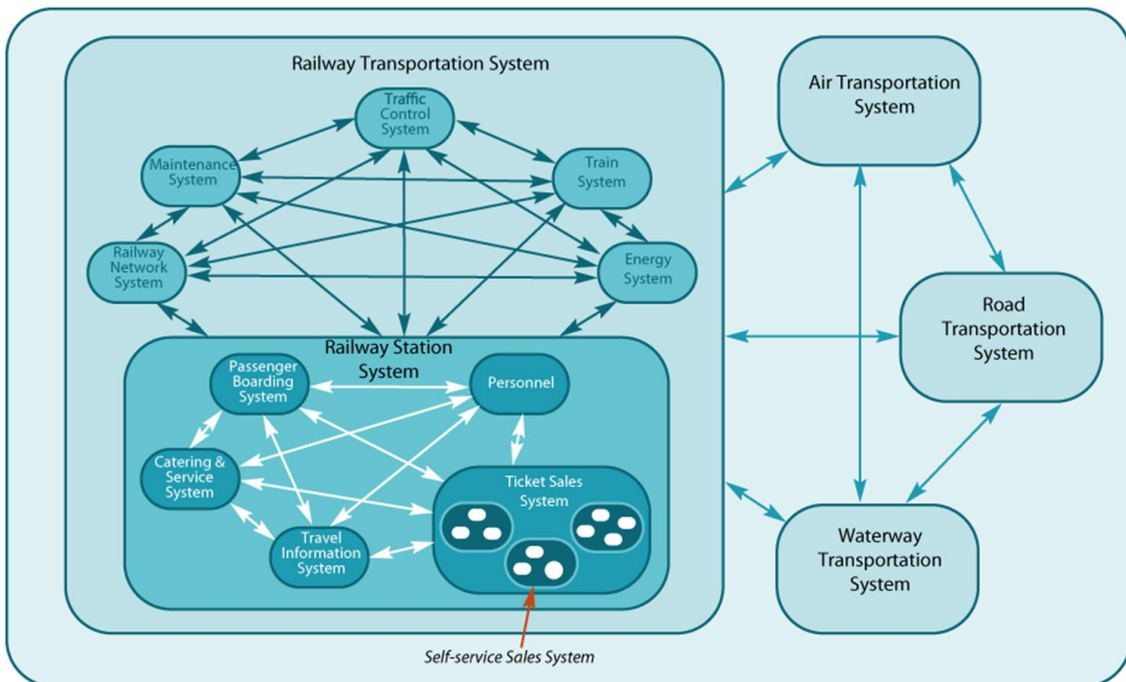 Railway Transportation System
Traffic
Control
System
Maintenance
System
Train
System
Railway
Network
System
Energy
System
Railway Station
System
Passenger
Boarding
System
Personnel
Catering &
Service
System
Ticket Sales
System
Travel
Information
System
Self-service Sales System
Air Transportation
System
Road
Transportation
System
Waterway
Transportation
System